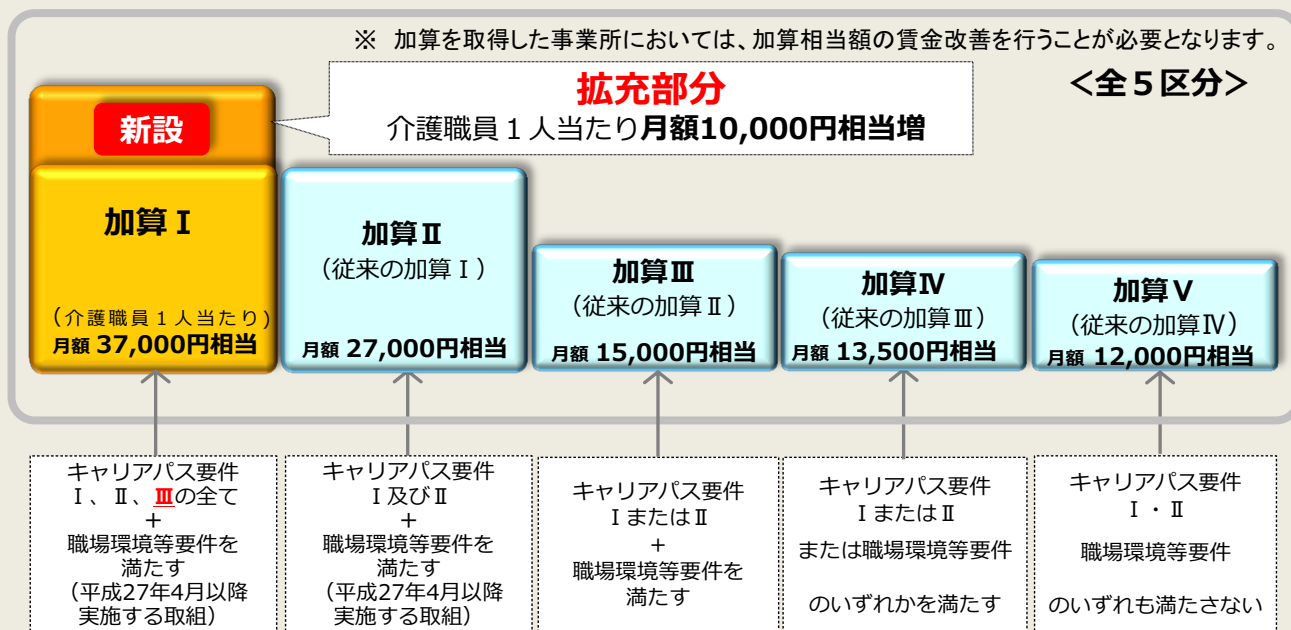 ※ 加算を取得した事業所においては、加算相当額の賃金改善を行うことが必要となります。
拡充部分
介護職員１人当たり月額10,000円相当増
＜全５区分＞
新設
加算Ⅰ
（介護職員１人当たり）
月額 37,000円相当
加算Ⅱ
（従来の加算Ⅰ）
月額 27,000円相当
加算Ⅲ
（従来の加算Ⅱ）
月額 15,000円相当
加算Ⅳ
（従来の加算Ⅲ）
月額 13,500円相当
加算Ⅴ
（従来の加算Ⅳ）
月額 12,000円相当
キャリアパス要件
Ⅰ、Ⅱ、Ⅲの全て
+
職場環境等要件を
満たす
（平成27年4月以降
実施する取組）
キャリアパス要件
Ⅰ及びⅡ
+
職場環境等要件を
満たす
（平成27年4月以降
実施する取組）
キャリアパス要件
ⅠまたはⅡ
+
職場環境等要件を
満たす
キャリアパス要件
ⅠまたはⅡ
または職場環境等要件
のいずれかを満たす
キャリアパス要件
Ⅰ・Ⅱ
職場環境等要件
のいずれも満たさない